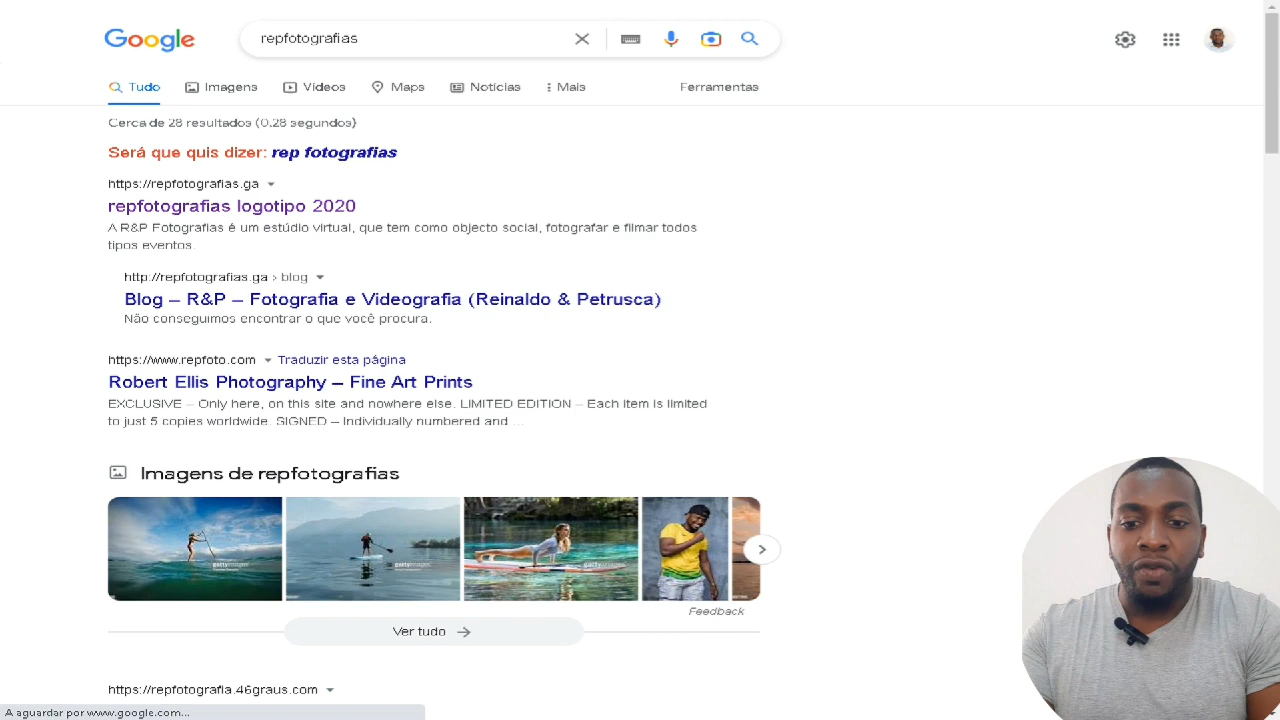 Google
repfotografias
Tudo
Imagens
Vídeos
Maps
Notícias
Mais
Ferramentas
Cerca de 28 resultados (0,28 segundos)
Será que quis dizer: rep fotografias
https://repfotografias.ga
repfotografias logotipo 2020
A R&P Fotografias é um estúdio virtual, que tem como objecto social, fotografar e filmar todos
tipos eventos.
http://repfotografias.ga › blog
Blog – R&P – Fotografia e Videografia (Reinaldo & Petrusca)
Não conseguimos encontrar o que você procura.
https://www.repfoto.com Traduzir esta página
Robert Ellis Photography – Fine Art Prints
EXCLUSIVE – Only here, on this site and nowhere else. LIMITED EDITION – Each item is limited
to just 5 copies worldwide. SIGNED – Individually numbered and ...
Imagens de repfotografias
gettyimages
gettyimages
gettyimages
Feedback
Ver tudo
https://repfotografia.46graus.com
A aguardar por www.google.com...